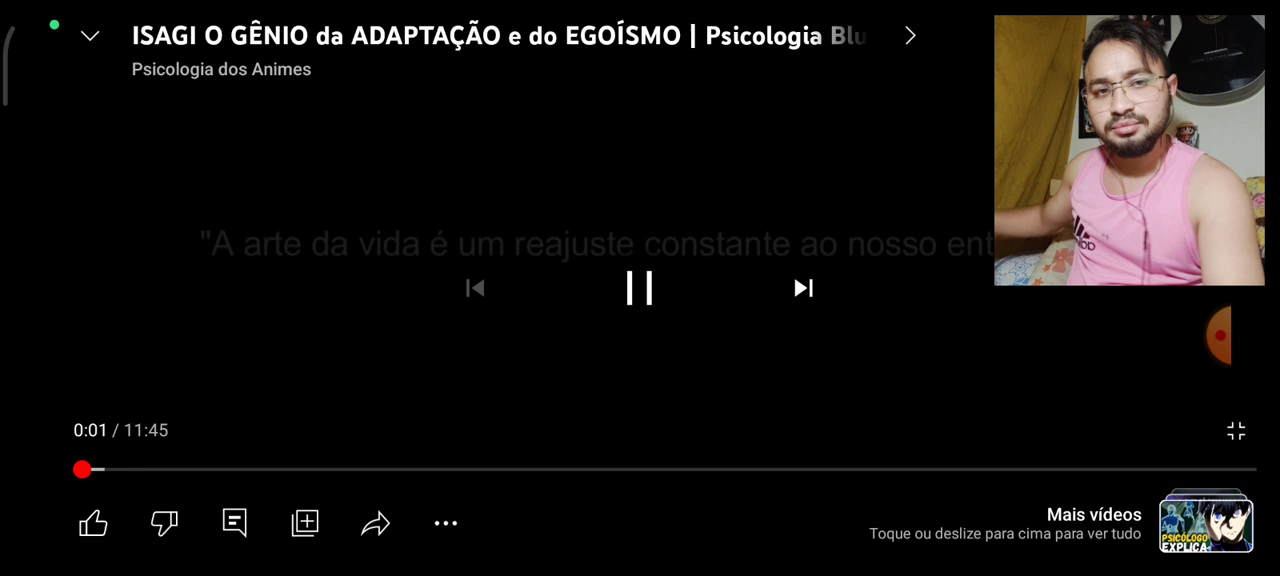 ISAGI O GÊNIO da ADAPTAÇÃO e do EGOÍSMO | Psicologia Blu
Psicologia dos Animes
"A arte da vida é um reajuste constante ao nosso ent
0:01 / 11:45
Mais vídeos
Toque ou deslize para cima para ver tudo
PSICÓLOGO
EXPLICA